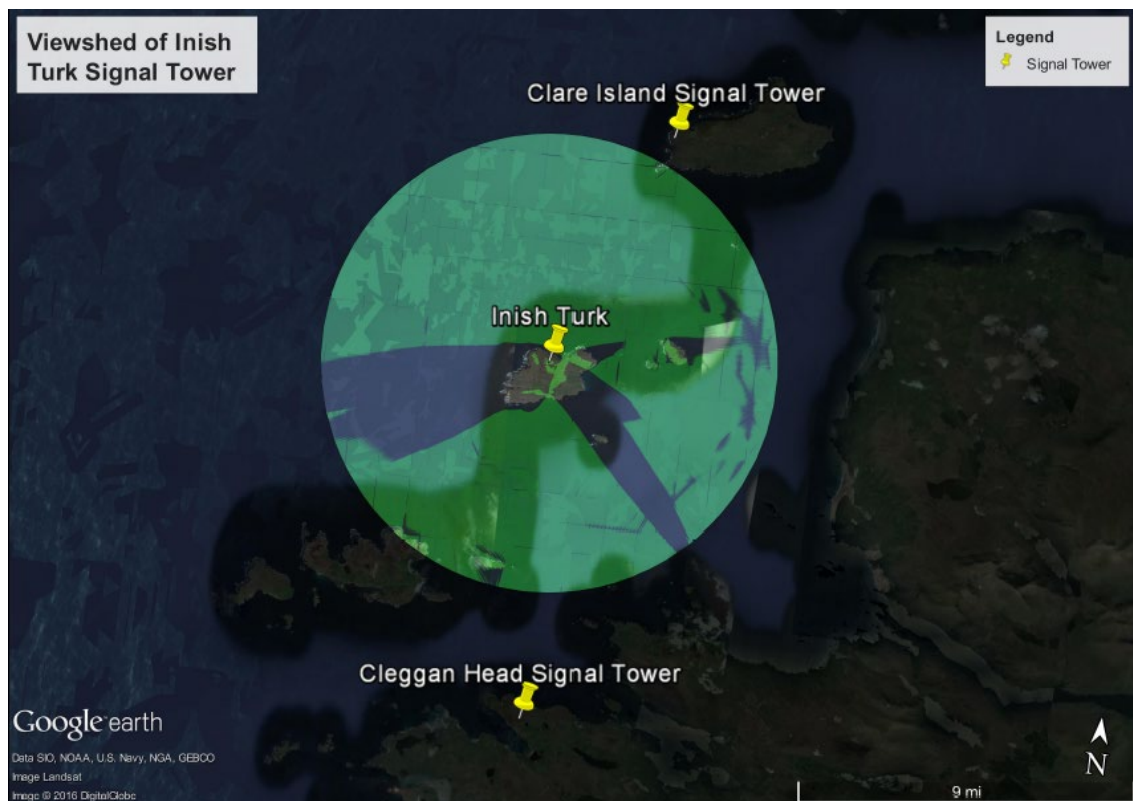 Viewshed of Inish
Turk Signal Tower
Legend
Signal Tower
Clare Island Signal Tower
Inish Turk
Cleggan Head Signal Tower
Google earth
Data SIO, NOAA, U.S. Navy, NGA, GEBCO
Image Landsat
Image © 2016 DigitalGlobe
N
9 mi